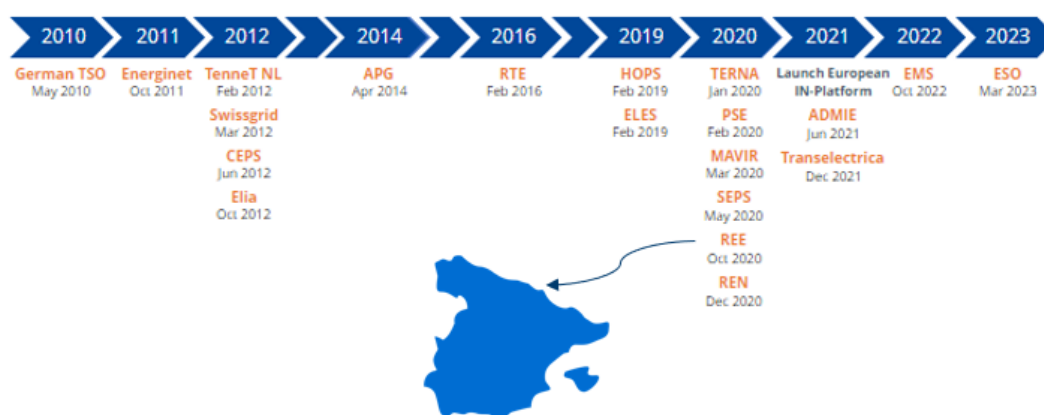 2010 2011 2012 2014 2016 2019 2020 2021 2022 2023
German TSO
May 2010
Energinet
Oct 2011
TenneT NL
Feb 2012
Swissgrid
Mar 2012
CEPS
Jun 2012
Elia
Oct 2012
APG
Apr 2014
RTE
Feb 2016
HOPS
Feb 2019
ELES
Feb 2019
TERNA
Jan 2020
PSE
Feb 2020
MAVIR
Mar 2020
SEPS
May 2020
REE
Oct 2020
REN
Dec 2020
Launch European
IN-Platform
ADMIE
Jun 2021
Transelectrica
Dec 2021
EMS
Oct 2022
ESO
Mar 2023